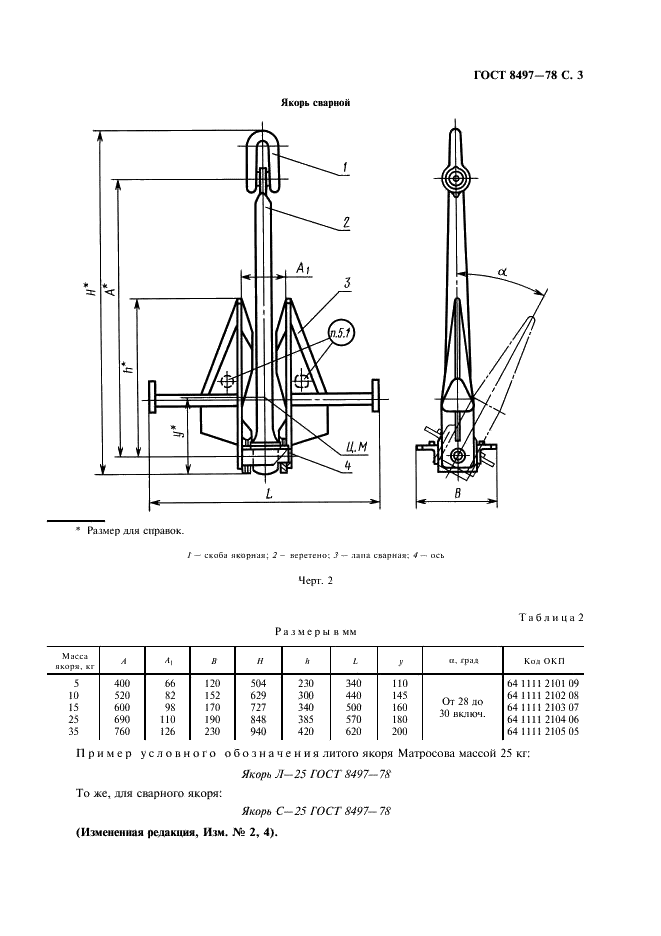 ГОСТ 8497—78 С. 3
Якорь сварной
1
2
A₁
3
α
п.5.1
H*
A*
h*
y*
Ц.М
4
L
B
* Размер для справок.
1 — скоба якорная; 2 — веретено; 3 — лапа сварная; 4 — ось
Черт. 2
Таблица 2
Размеры в мм
Масса якоря, кг A A₁ B H h L y α, град Код ОКП
5 400 66 120 504 230 340 110 От 28 до 30 включ. 64 1111 2101 09
10 520 82 152 629 300 440 145 64 1111 2102 08
15 600 98 170 727 340 500 160 64 1111 2103 07
25 690 110 190 848 385 570 180 64 1111 2104 06
35 760 126 230 940 420 620 200 64 1111 2105 05
Пример условного обозначения литого якоря Матросова массой 25 кг:
Якорь Л—25 ГОСТ 8497—78
То же, для сварного якоря:
Якорь С—25 ГОСТ 8497—78
(Измененная редакция, Изм. № 2, 4).